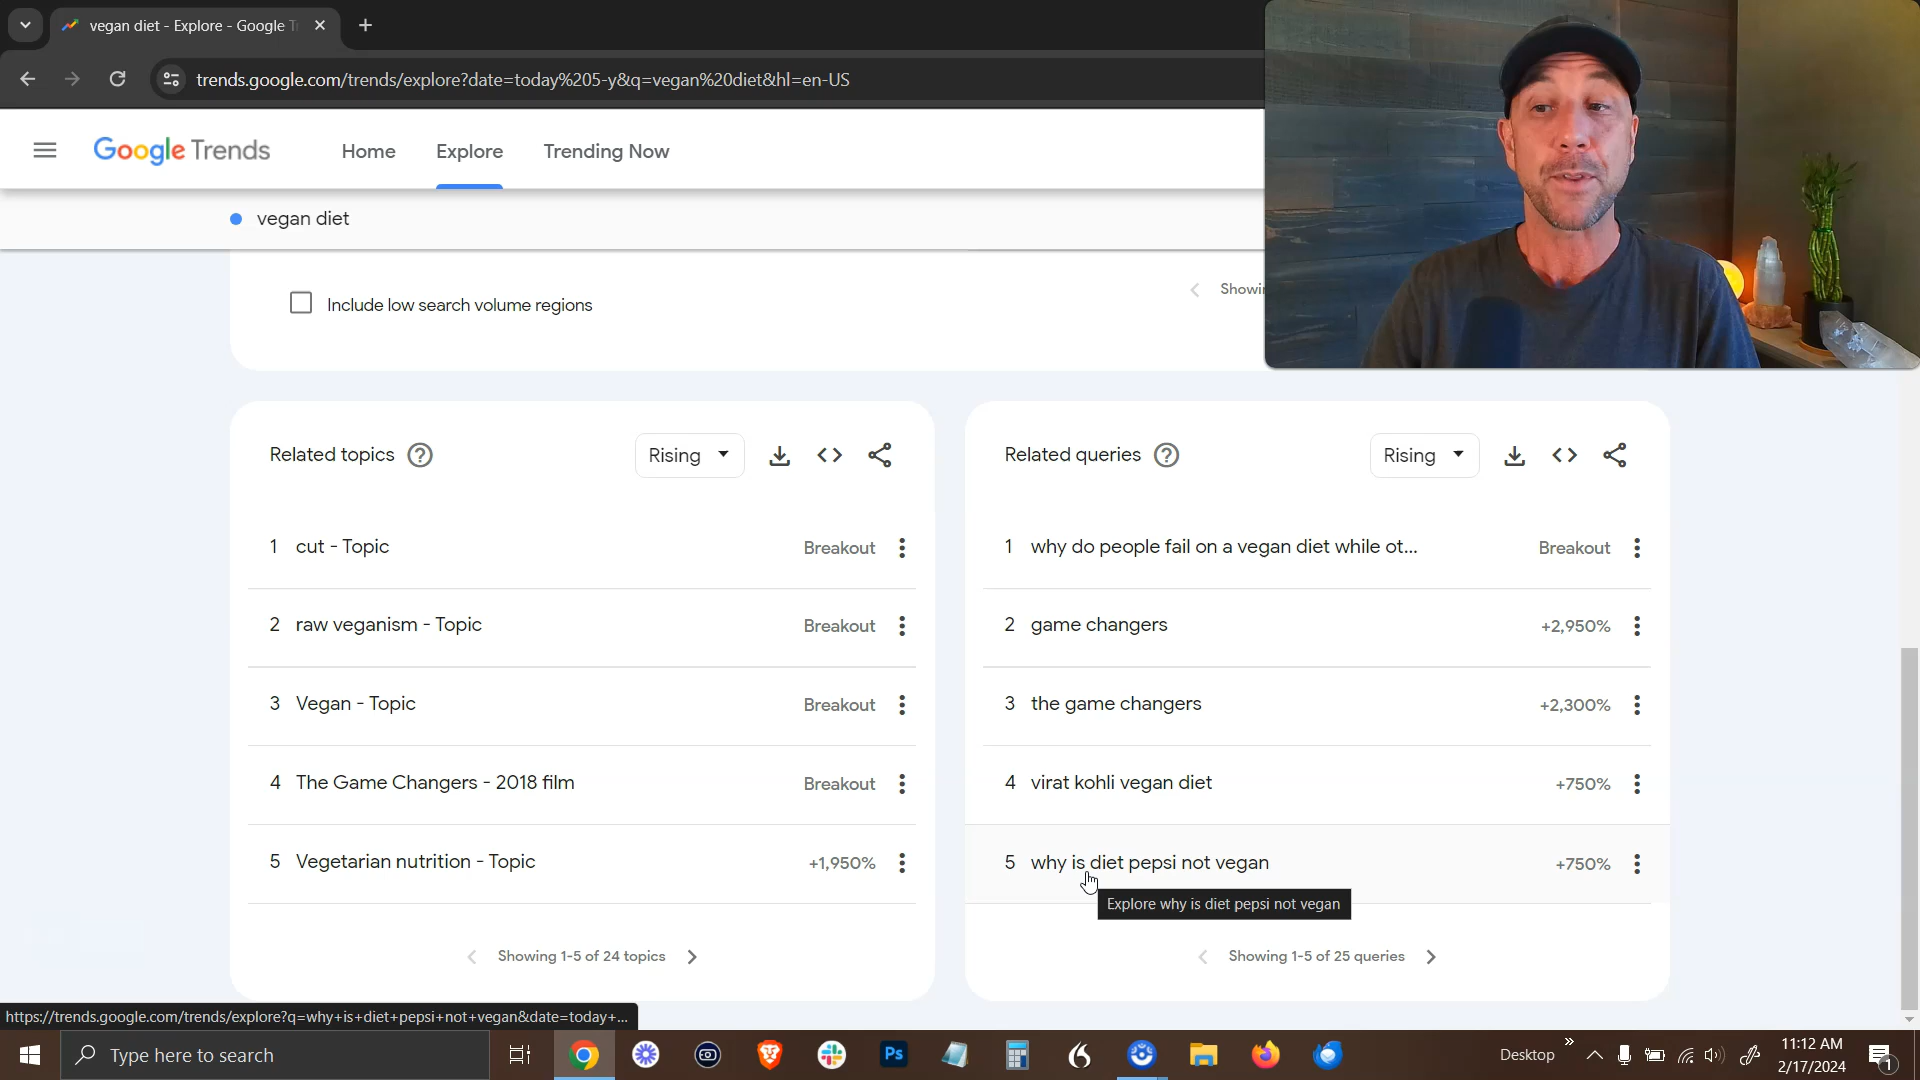 vegan diet - Explore - Google T
trends.google.com/trends/explore?date=today%205-y&q=vegan%20diet&hl=en-US
Google Trends
Home
Explore
Trending Now
vegan diet
Include low search volume regions
Showin
Related topics
Rising
1 cut - Topic Breakout
2 raw veganism - Topic Breakout
3 Vegan - Topic Breakout
4 The Game Changers - 2018 film Breakout
5 Vegetarian nutrition - Topic +1,950%
Showing 1-5 of 24 topics
Related queries
Rising
1 why do people fail on a vegan diet while ot... Breakout
2 game changers +2,950%
3 the game changers +2,300%
4 virat kohli vegan diet +750%
5 why is diet pepsi not vegan +750%
Explore why is diet pepsi not vegan
Showing 1-5 of 25 queries
https://trends.google.com/trends/explore?q=why+is+diet+pepsi+not+vegan&date=today+...
Type here to search
Ps
Desktop
11:12 AM
2/17/2024
1